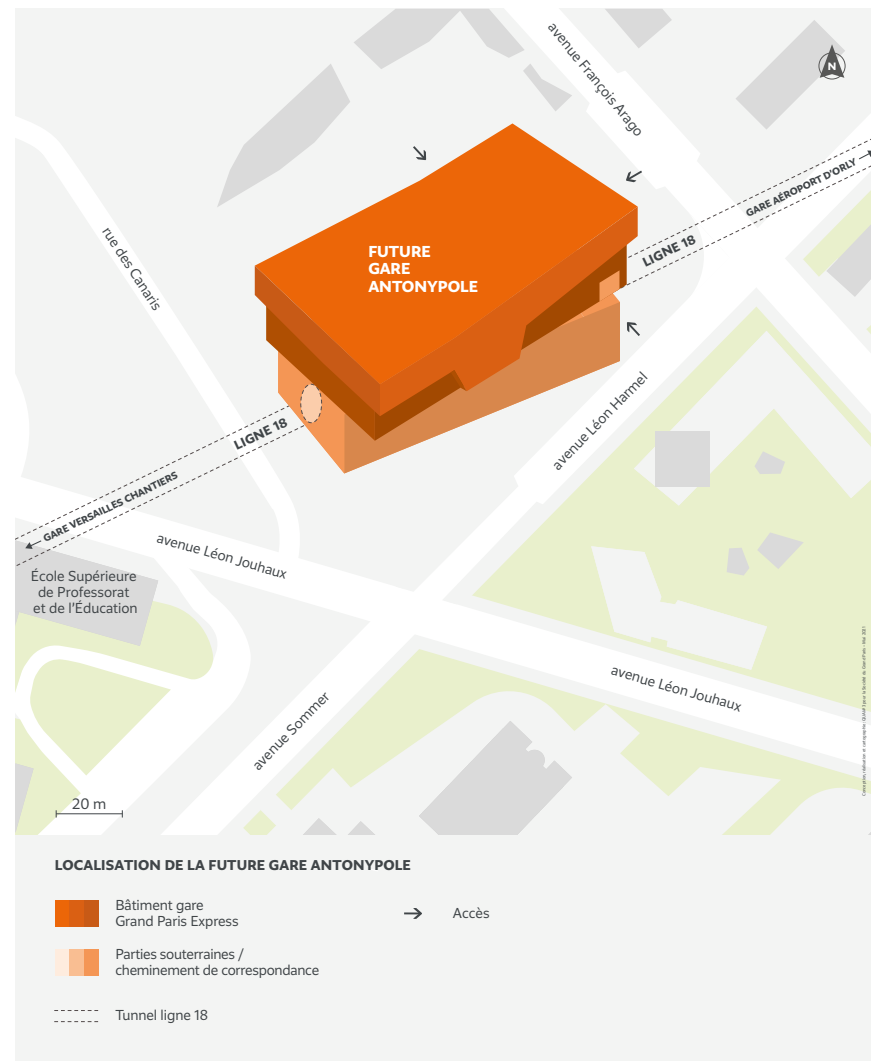 avenue François Arago
N
GARE AÉROPORT D'ORLY
LIGNE 18
rue des Canaris
FUTURE
GARE
ANTONYPOLE
avenue Léon Harmel
LIGNE 18
GARE VERSAILLES CHANTIERS
avenue Léon Jouhaux
École Supérieure
de Professorat
et de l'Éducation
avenue Léon Jouhaux
avenue Sommer
20 m
LOCALISATION DE LA FUTURE GARE ANTONYPOLE
Bâtiment gare
Grand Paris Express
Accès
Parties souterraines /
cheminement de correspondance
Tunnel ligne 18